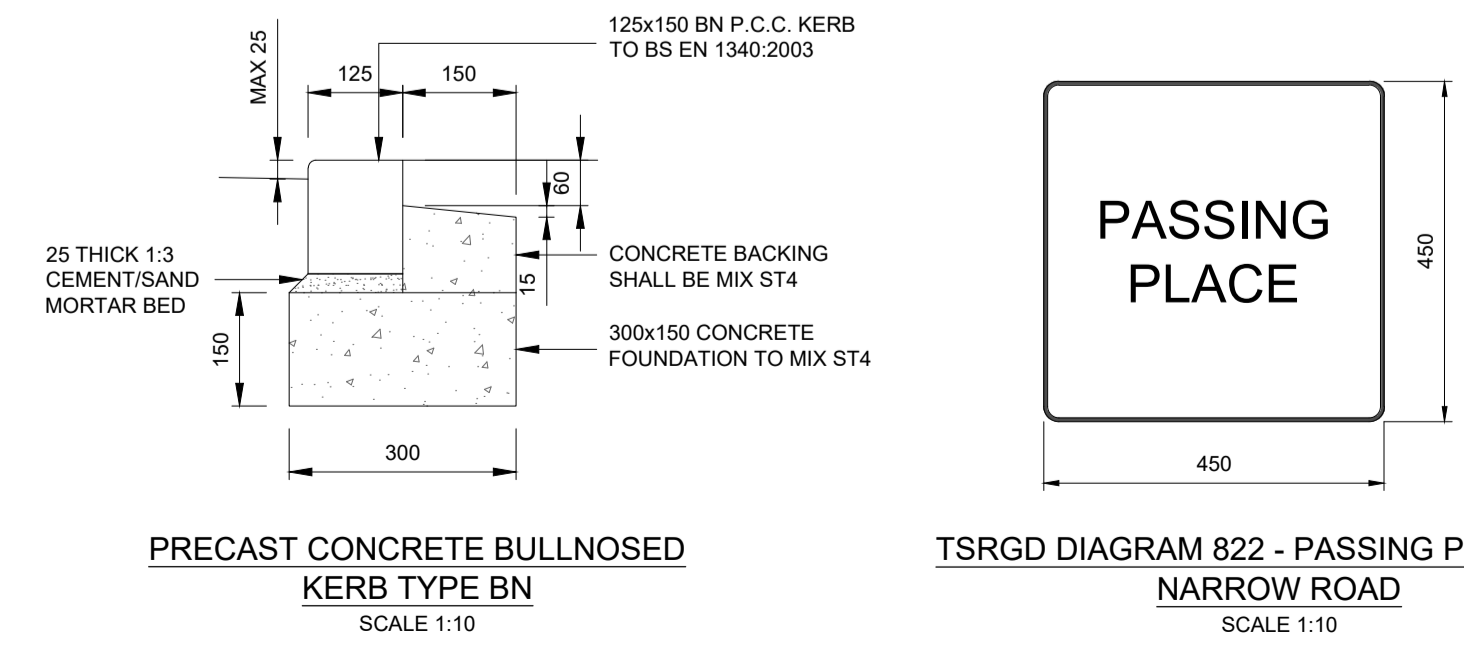 125x150 BN P.C.C. KERB
TO BS EN 1340:2003
MAX 25
125
150
60
25 THICK 1:3
CEMENT/SAND
MORTAR BED
CONCRETE BACKING
SHALL BE MIX ST4
15
150
300x150 CONCRETE
FOUNDATION TO MIX ST4
300
PRECAST CONCRETE BULLNOSED
KERB TYPE BN
SCALE 1:10
PASSING
PLACE
450
450
TSRGD DIAGRAM 822 - PASSING P
NARROW ROAD
SCALE 1:10